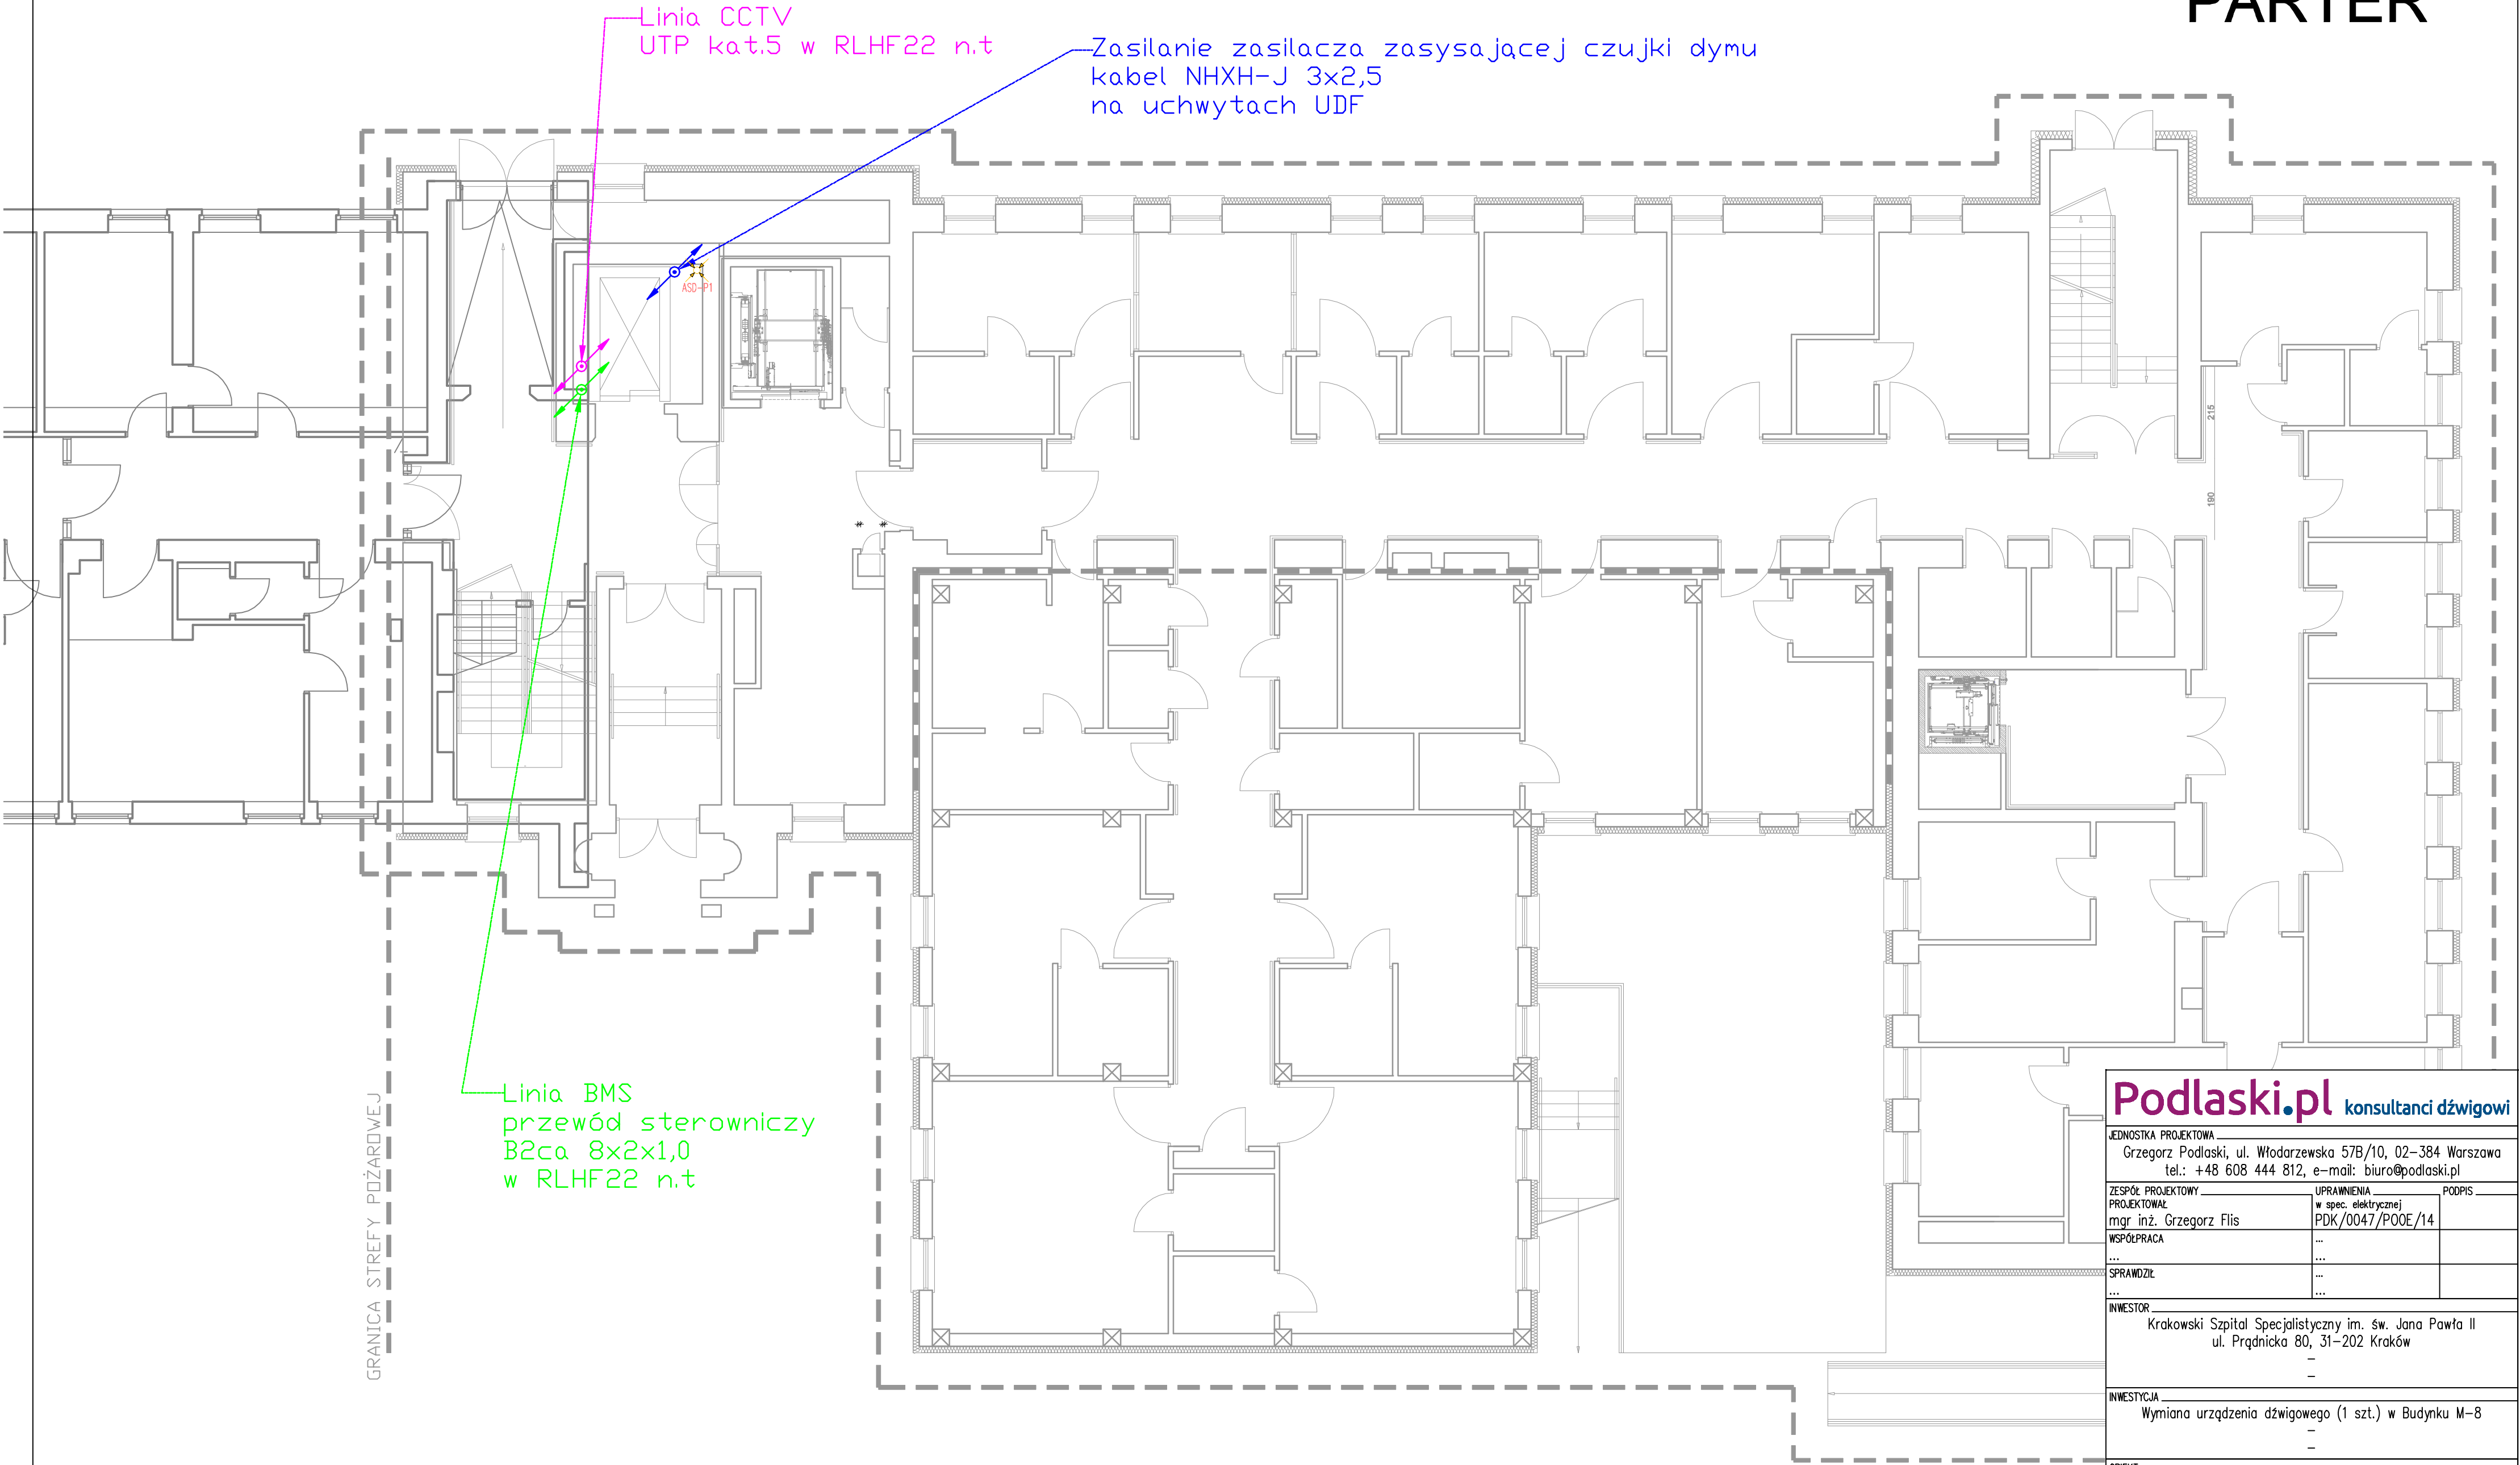 PARTER
Linia CCTV
UTP kat.5 w RLHF22 n.t
Zasilanie zasilacza zasysającej czujki dymu
kabel NHXH-J 3x2,5
na uchwytach UDF
ASD-P1
215
190
Linia BMS
przewód sterowniczy
B2ca 8x2x1,0
w RLHF22 n.t
GRANICA STREFY POŻAROWEJ
Podlaski.pl konsultanci dźwigowi
JEDNOSTKA PROJEKTOWA
Grzegorz Podlaski, ul. Włodarzewska 57B/10, 02-384 Warszawa
tel.: +48 608 444 812, e-mail: biuro@podlaski.pl
ZESPÓŁ PROJEKTOWY UPRAWNIENIA PODPIS
PROJEKTOWAŁ w spec. elektrycznej
mgr inż. Grzegorz Flis PDK/0047/POOE/14
WSPÓŁPRACA ...
... ...
SPRAWDZIŁ ...
... ...
INWESTOR
Krakowski Szpital Specjalistyczny im. św. Jana Pawła II
ul. Prądnicka 80, 31-202 Kraków
-
-
INWESTYCJA
Wymiana urządzenia dźwigowego (1 szt.) w Budynku M-8
-
-